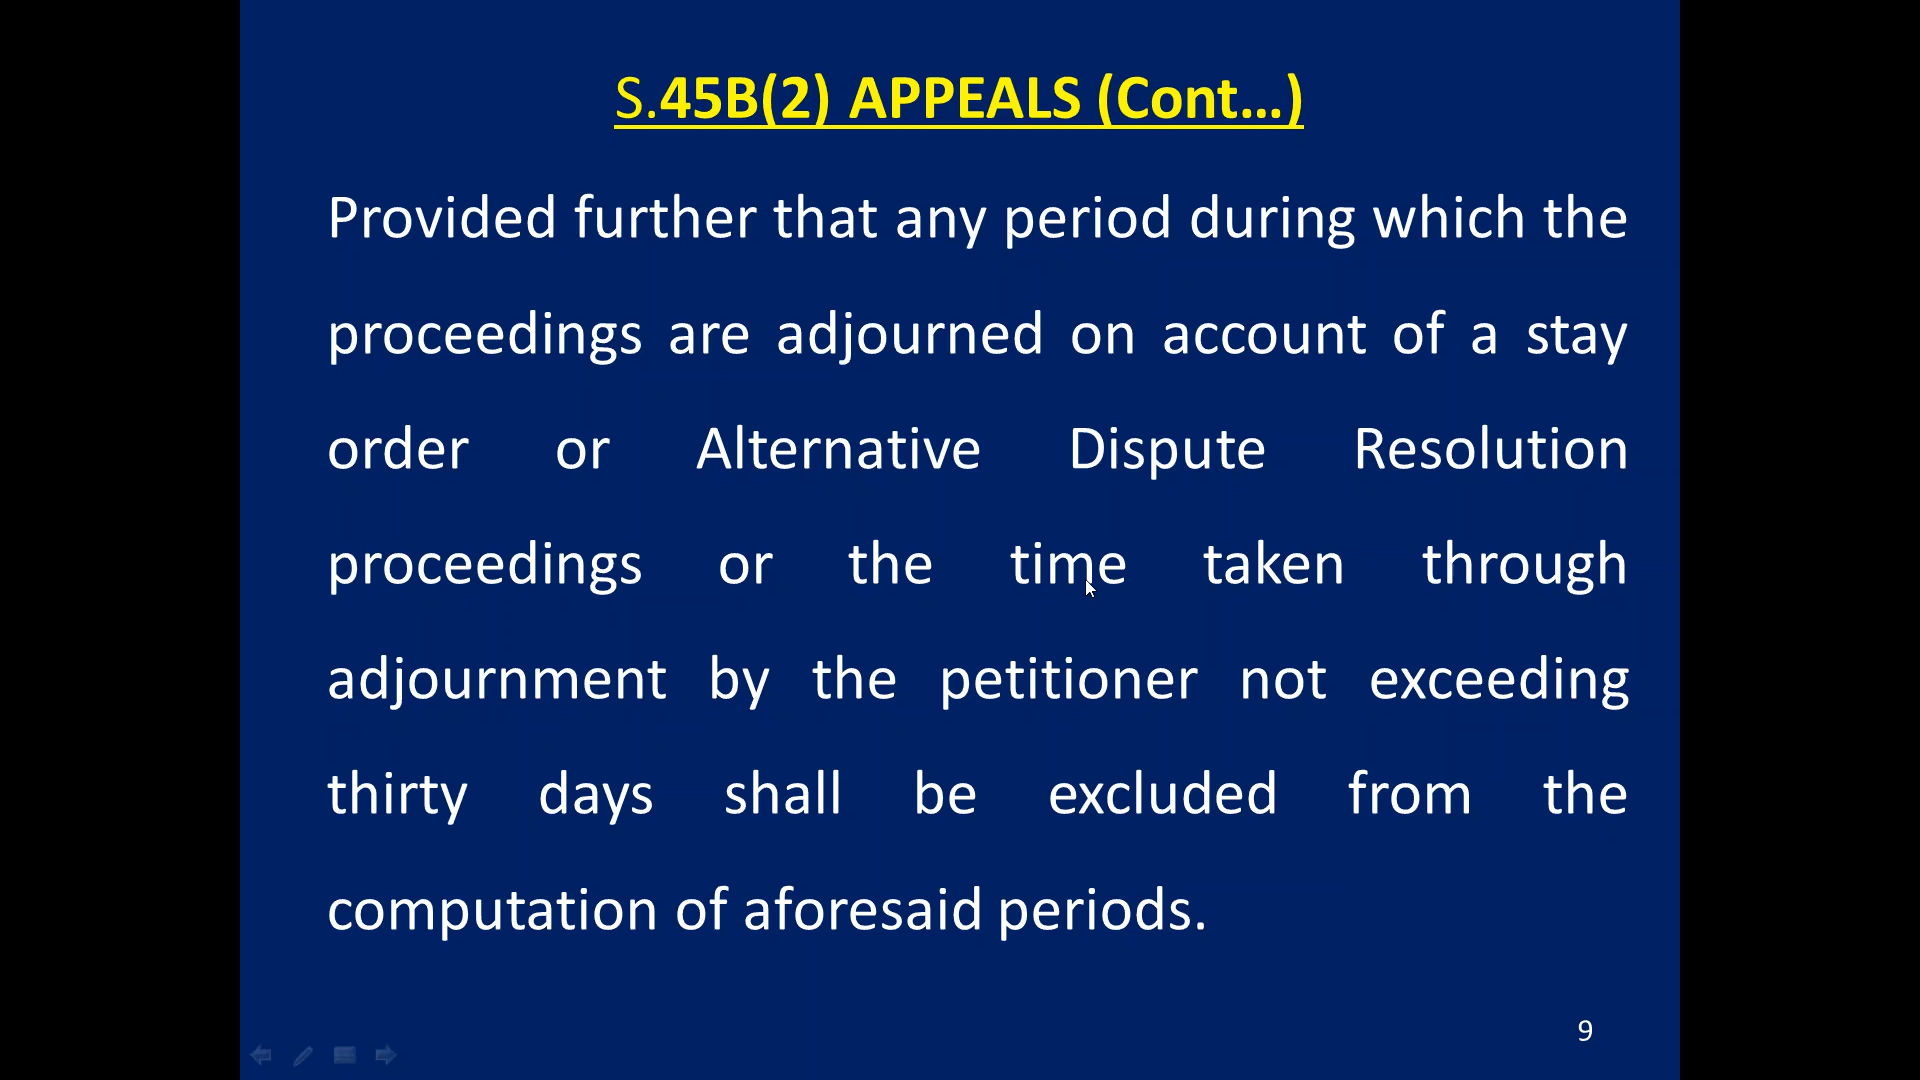 S.45B(2) APPEALS (Cont...)
Provided further that any period during which the
proceedings are adjourned on account of a stay
order or Alternative Dispute Resolution
proceedings or the time taken through
adjournment by the petitioner not exceeding
thirty days shall be excluded from the
computation of aforesaid periods.
9